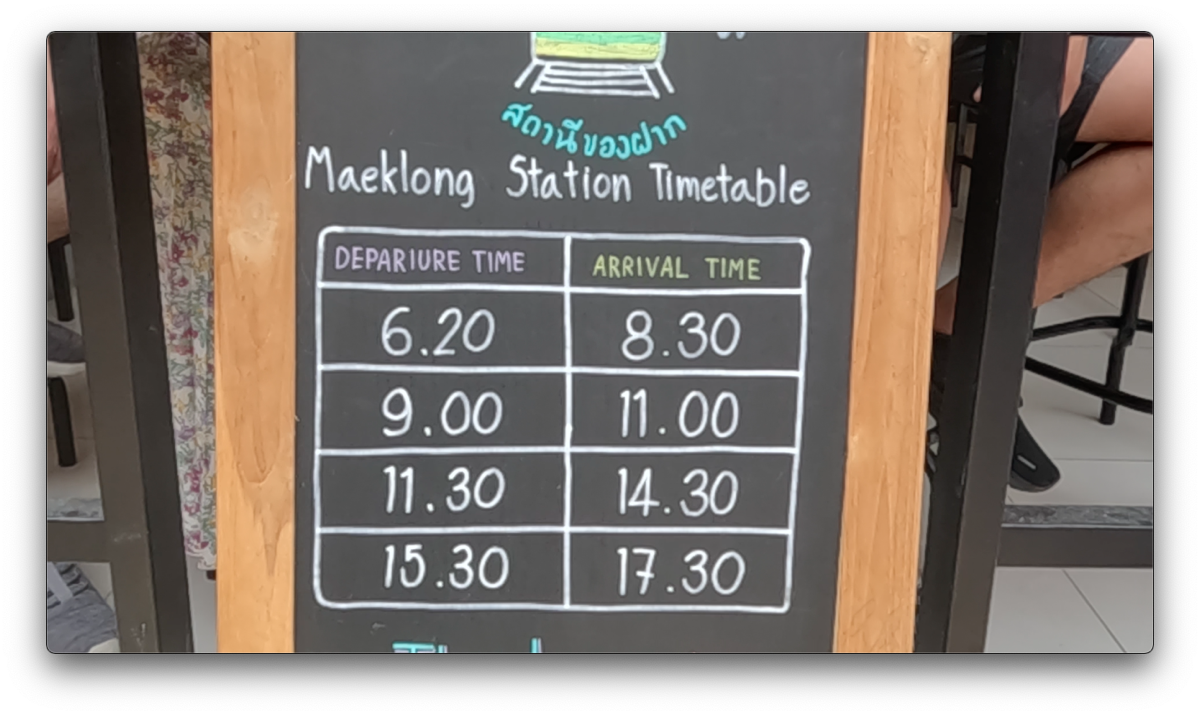 สถานีของฝาก
Maeklong Station Timetable
DEPARIURE TIME ARRIVAL TIME
6.20 8.30
9.00 11.00
11.30 14.30
15.30 17.30